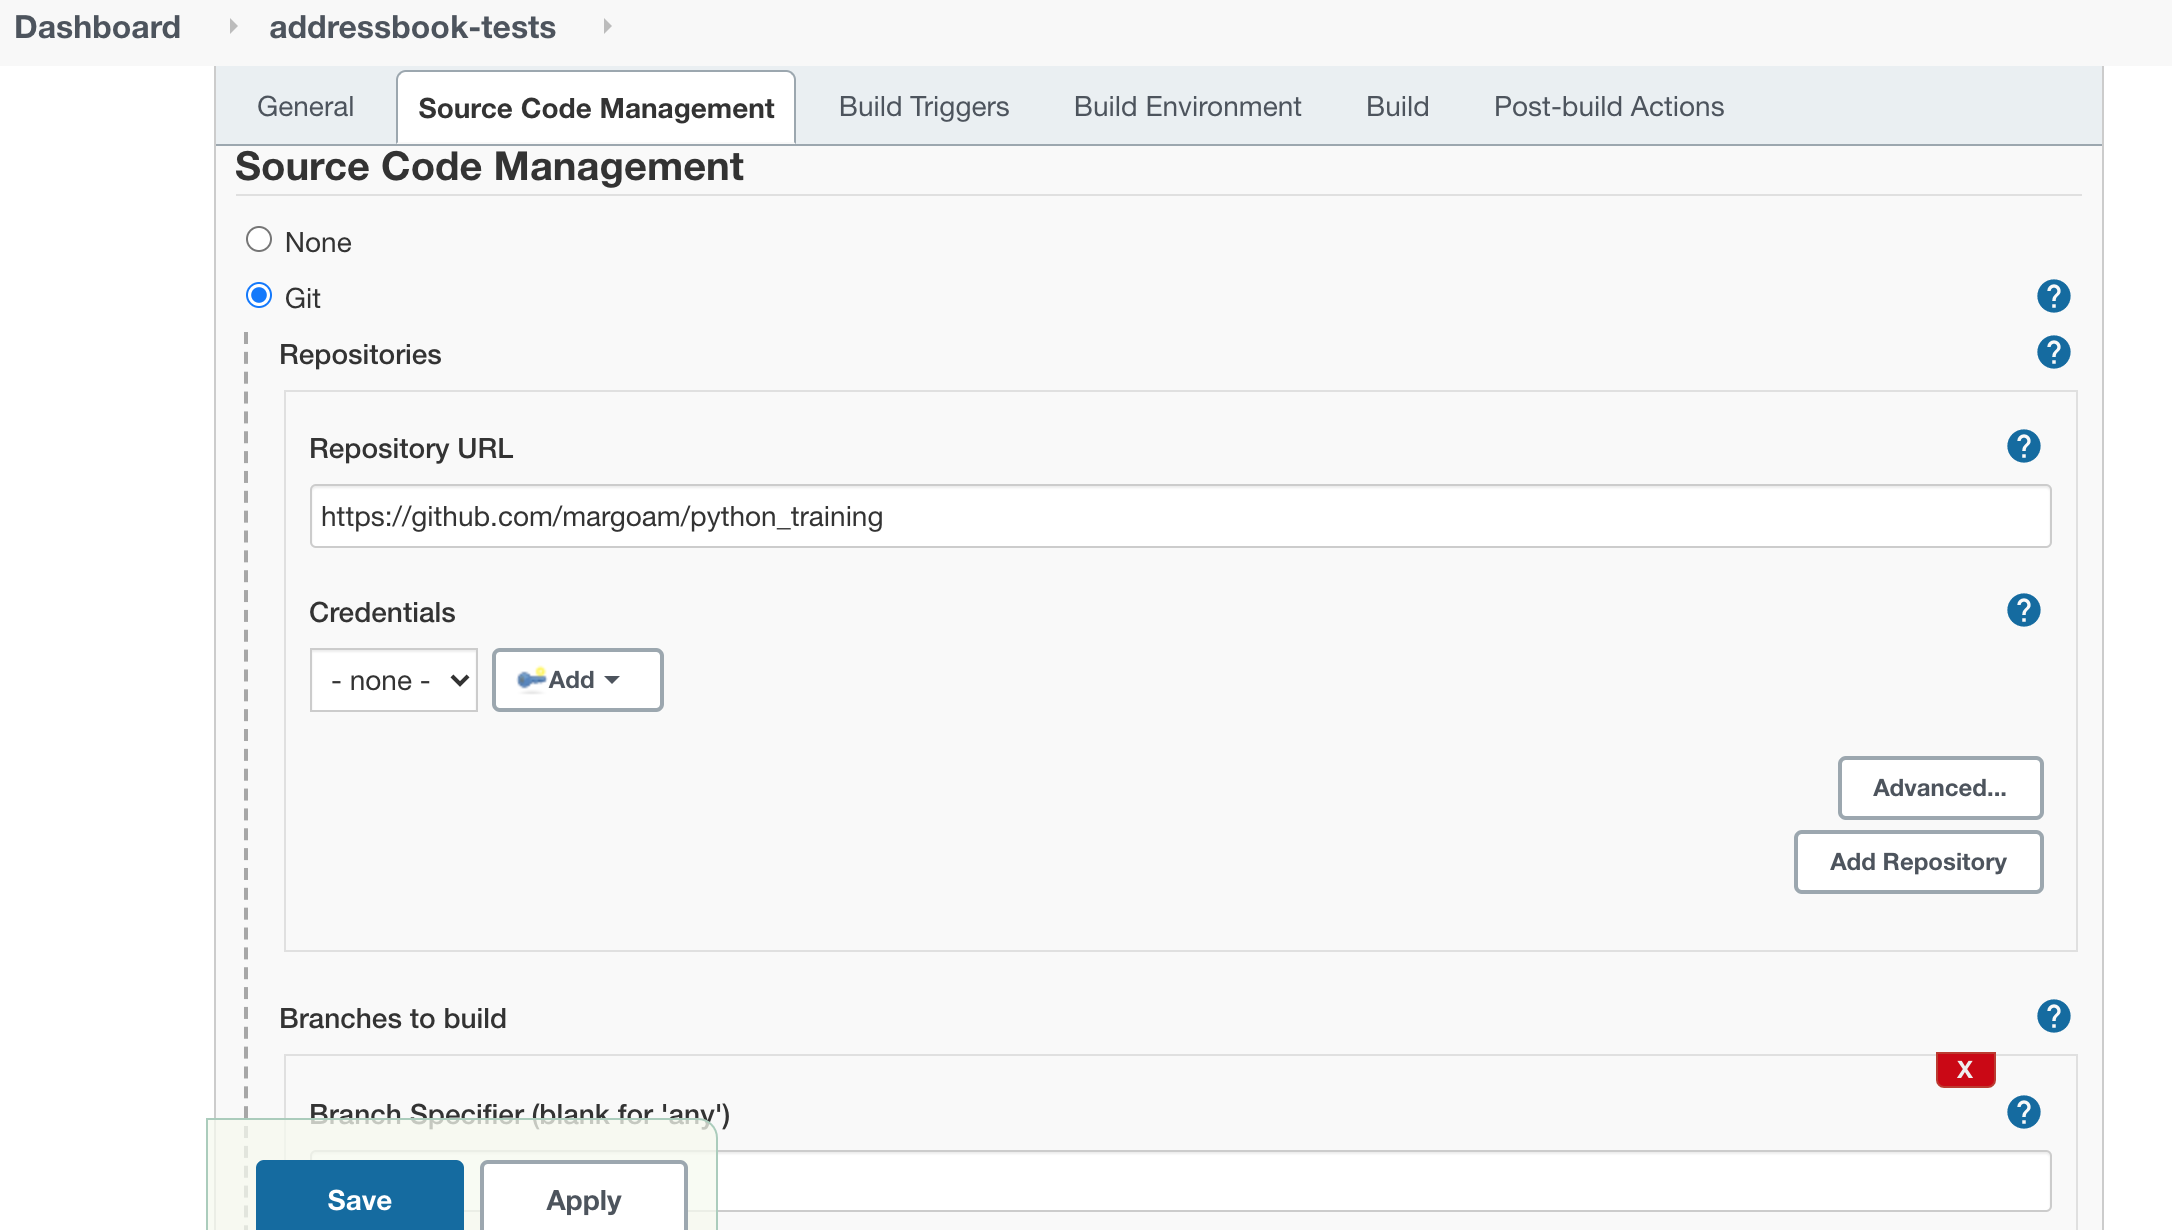 Dashboard addressbook-tests
General Source Code Management Build Triggers Build Environment Build Post-build Actions
Source Code Management
None
Git ?
Repositories ?
Repository URL ?
https://github.com/margoam/python_training
Credentials ?
- none - Add
Advanced...
Add Repository
Branches to build ?
X
Branch Specifier (blank for 'any') ?
Save Apply